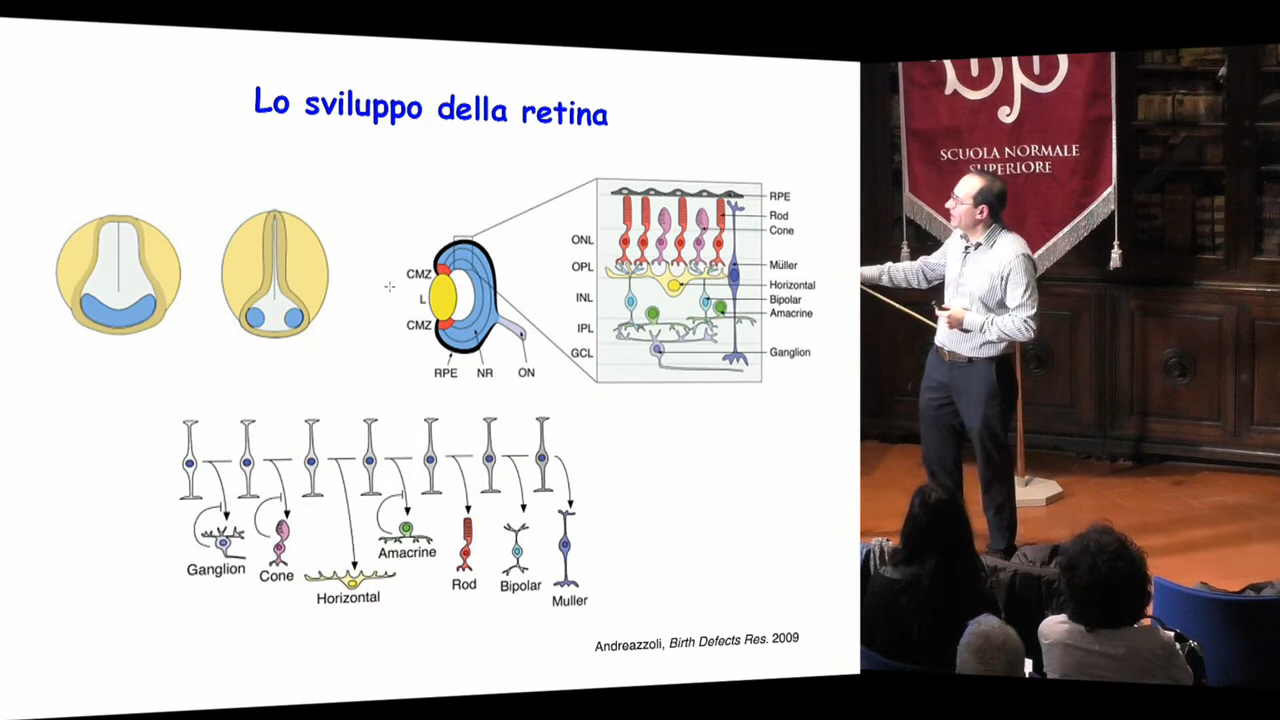 Lo sviluppo della retina
SCUOLA NORMALE
SUPERIORE
CMZ
L
CMZ
RPE
NR
ON
ONL
OPL
INL
IPL
GCL
RPE
Rod
Cone
Müller
Horizontal
Bipolar
Amacrine
Ganglion
Ganglion
Cone
Horizontal
Amacrine
Rod
Bipolar
Muller
Andreazzoli, Birth Defects Res. 2009